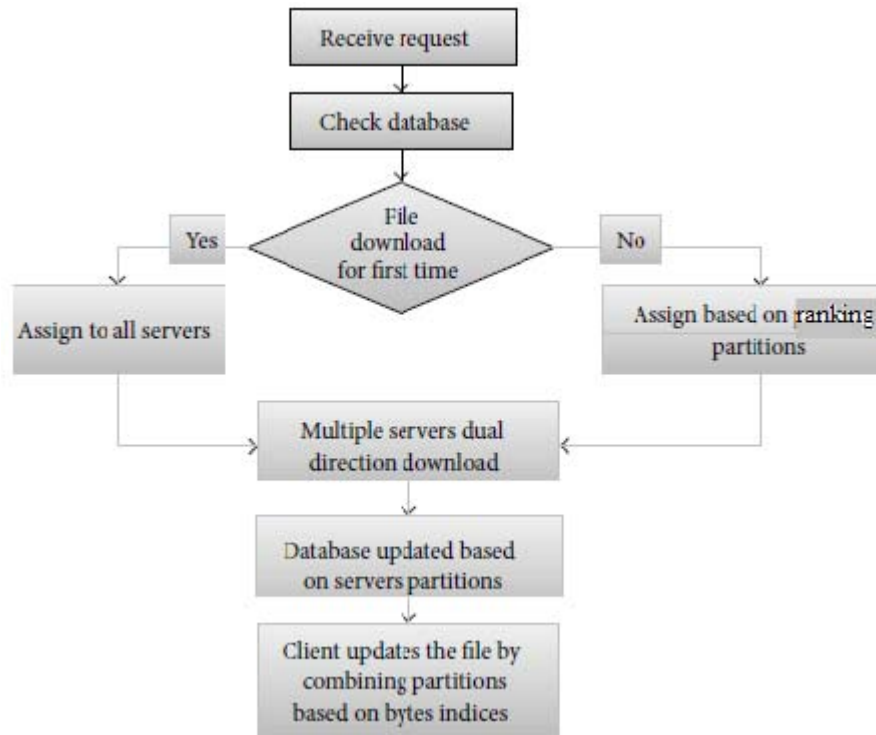 Receive request
Check database
File
download
for first time
Yes
No
Assign to all servers
Assign based on ranking
partitions
Multiple servers dual
direction download
Database updated based
on servers partitions
Client updates the file by
combining partitions
based on bytes indices